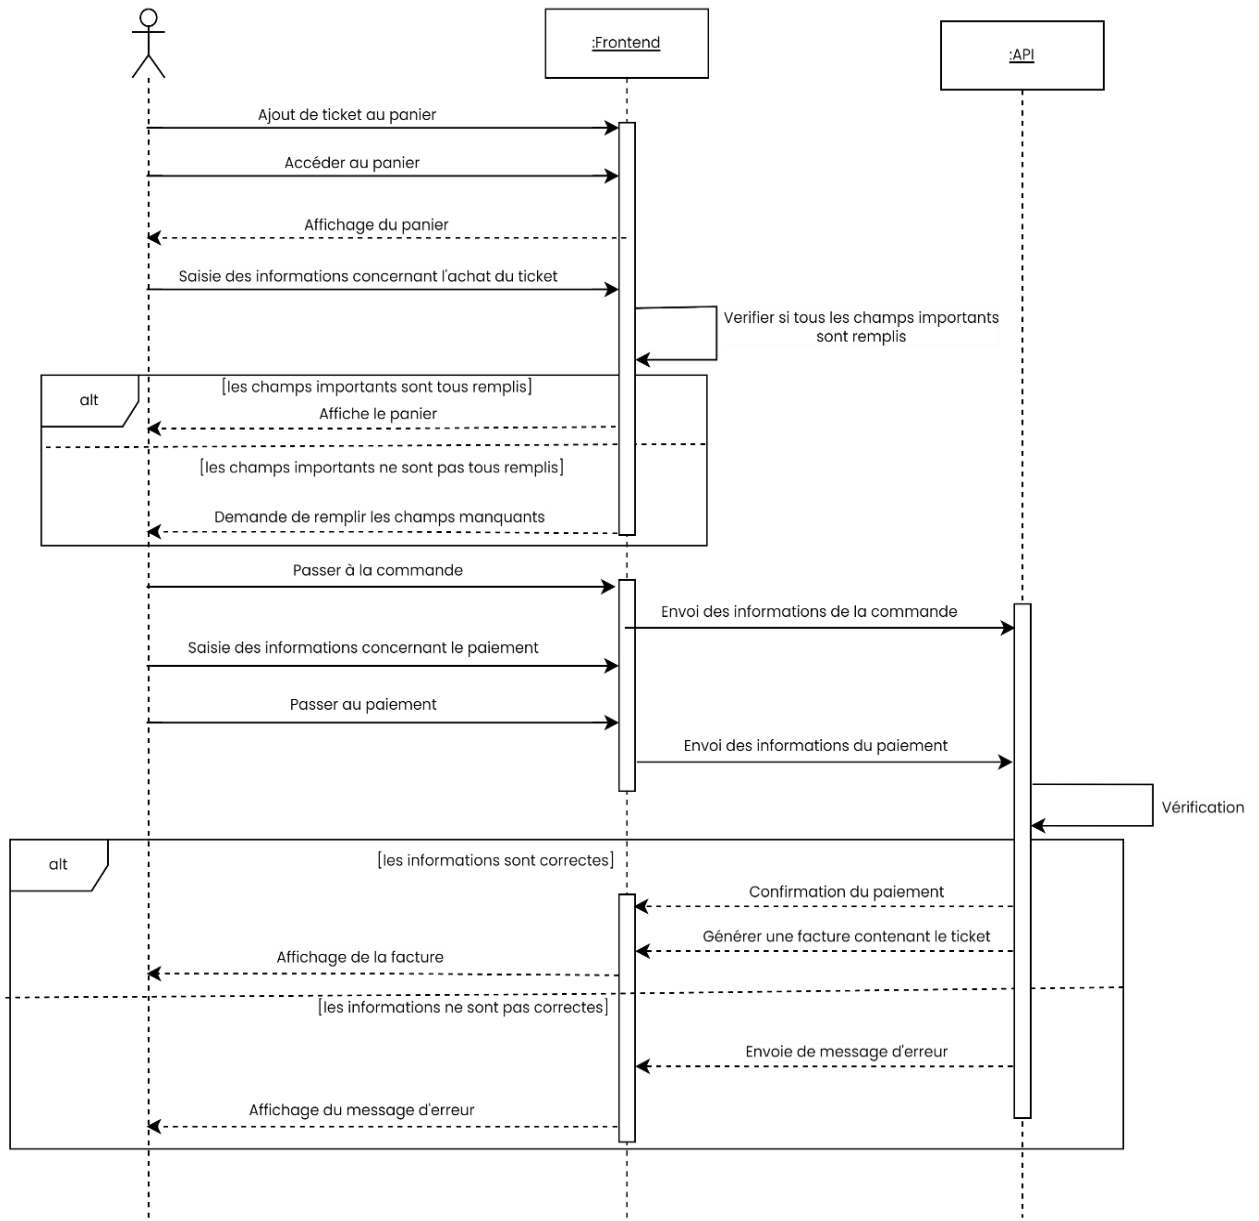 :Frontend
:API
Ajout de ticket au panier
Accéder au panier
Affichage du panier
Saisie des informations concernant l'achat du ticket
Verifier si tous les champs importants
sont remplis
alt
[les champs importants sont tous remplis]
Affiche le panier
[les champs importants ne sont pas tous remplis]
Demande de remplir les champs manquants
Passer à la commande
Envoi des informations de la commande
Saisie des informations concernant le paiement
Passer au paiement
Envoi des informations du paiement
Vérification
alt
[les informations sont correctes]
Confirmation du paiement
Générer une facture contenant le ticket
Affichage de la facture
[les informations ne sont pas correctes]
Envoie de message d'erreur
Affichage du message d'erreur